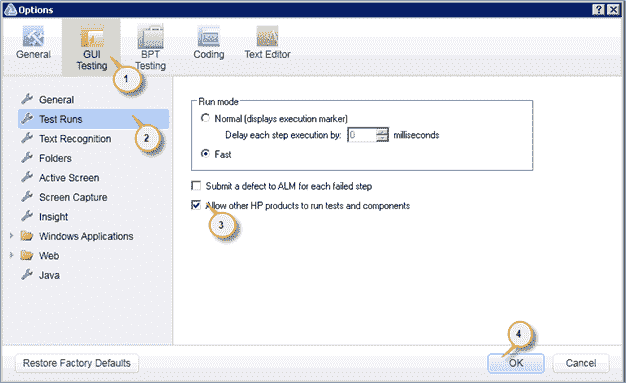 Options
General
GUI
Testing
BPT
Testing
Coding
Text Editor
1
General
Test Runs
2
Text Recognition
Folders
Active Screen
Screen Capture
Insight
Windows Applications
Web
Java
Run mode
Normal (displays execution marker)
Delay each step execution by: 0 milliseconds
Fast
Submit a defect to ALM for each failed step
Allow other HP products to run tests and components
3
4
Restore Factory Defaults
OK
Cancel